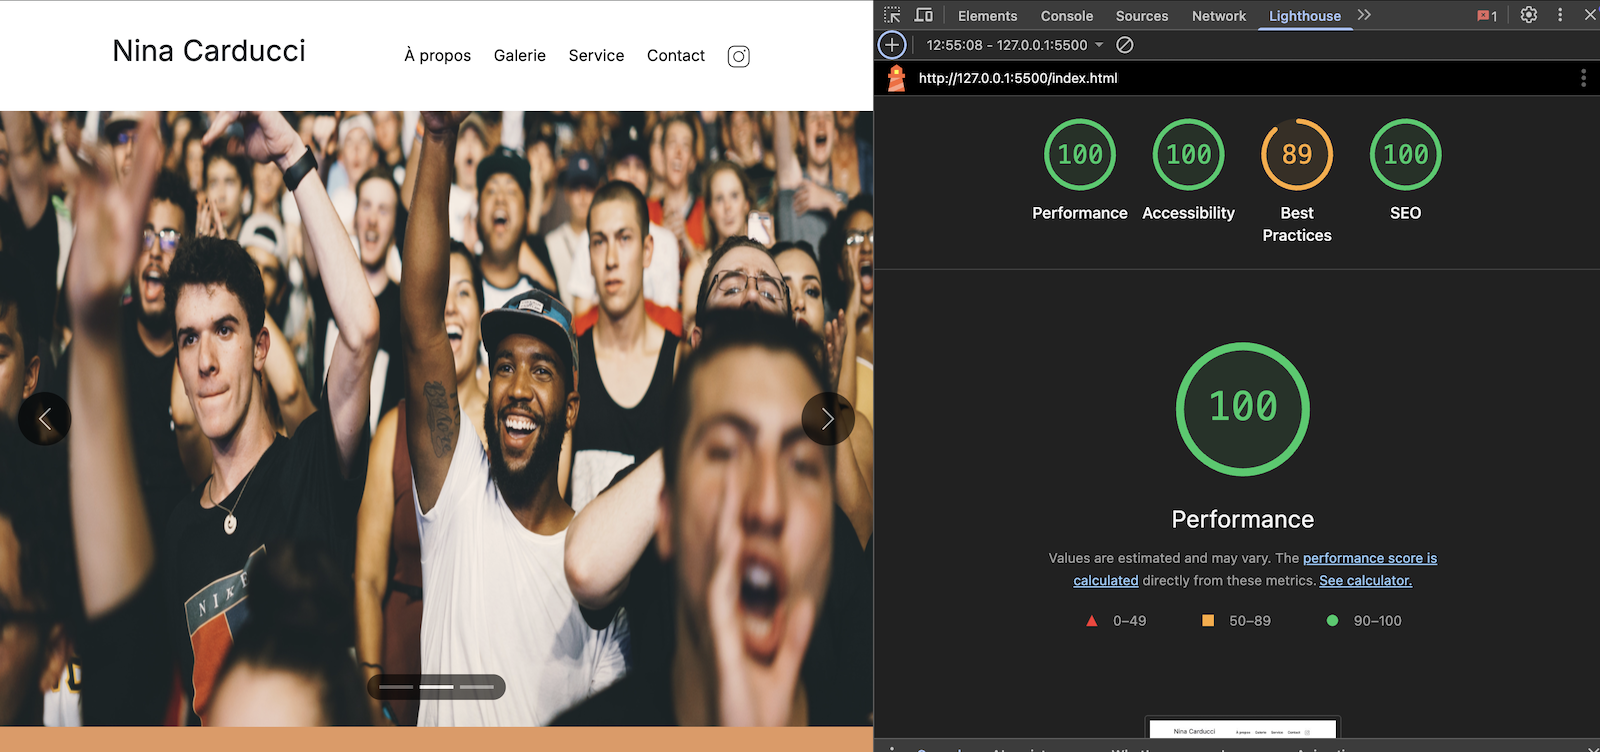 Nina Carducci
À propos Galerie Service Contact
NIKE
Elements Console Sources Network Lighthouse 1
12:55:08 - 127.0.0.1:5500
http://127.0.0.1:5500/index.html
100 100 89 100
Performance Accessibility Best Practices SEO
100
Performance
Values are estimated and may vary. The performance score is
calculated directly from these metrics. See calculator.
0–49 50–89 90–100
Nina Carducci À propos Galerie Service Contact